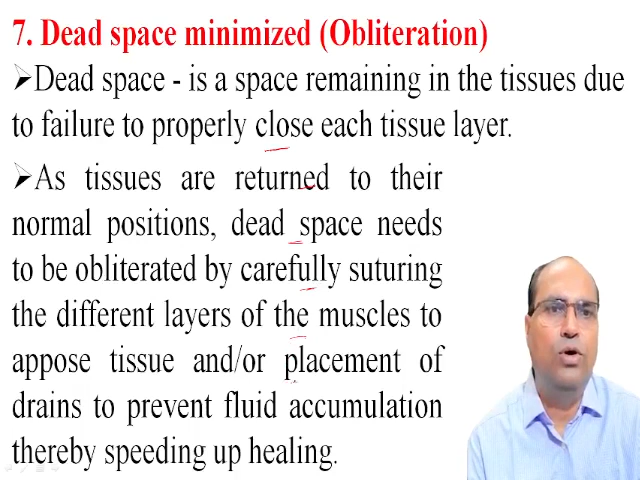 7. Dead space minimized (Obliteration)
➢Dead space - is a space remaining in the tissues due
to failure to properly close each tissue layer.
➢As tissues are returned to their
normal positions, dead space needs
to be obliterated by carefully suturing
the different layers of the muscles to
appose tissue and/or placement of
drains to prevent fluid accumulation
thereby speeding up healing.